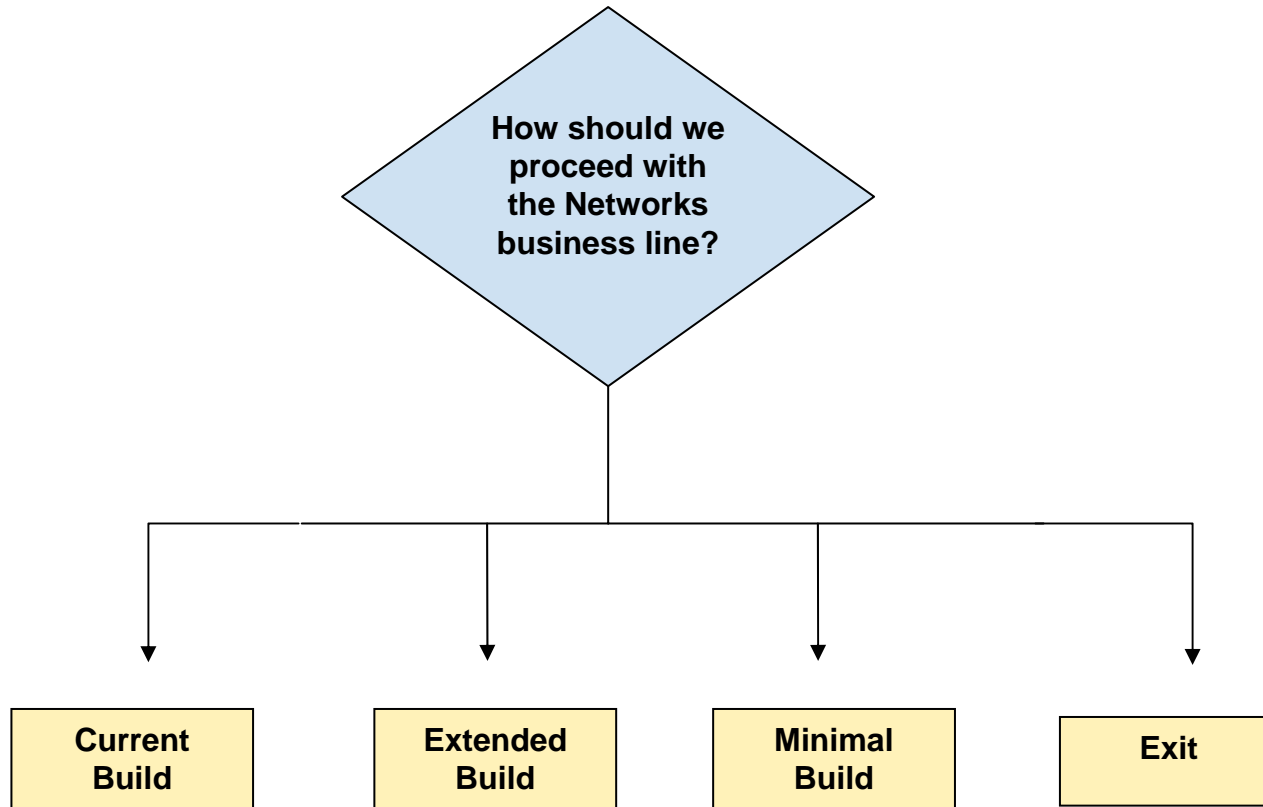 How should we
proceed with
the Networks
business line?
Current
Build
Extended
Build
Minimal
Build
Exit